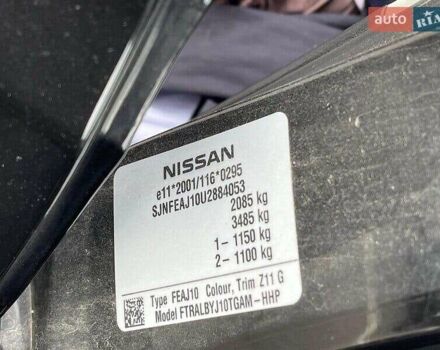 auto
RIA.com
NISSAN
e11*2001/116*0295
SJNFEAJ10U2884053
2085 kg
3485 kg
1- 1150 kg
2- 1100 kg
Type FEAJ10 Colour, Trim Z11 G
Model FTRALBYJ10TGAM-HHP